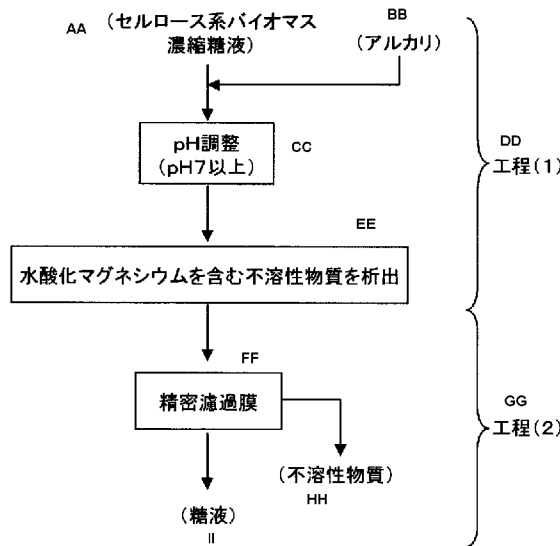 AA (セルロース系バイオマス
濃縮糖液)
BB
(アルカリ)
pH調整
(pH7以上)
CC
DD
工程(1)
EE
水酸化マグネシウムを含む不溶性物質を析出
FF
精密濾過膜
GG
工程(2)
(不溶性物質)
HH
(糖液)
II